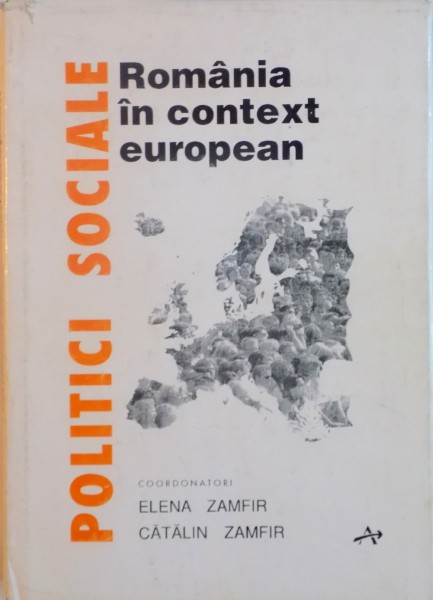 POLITICI SOCIALE
România
în context
european
COORDONATORI
ELENA ZAMFIR
CĂTĂLIN ZAMFIR